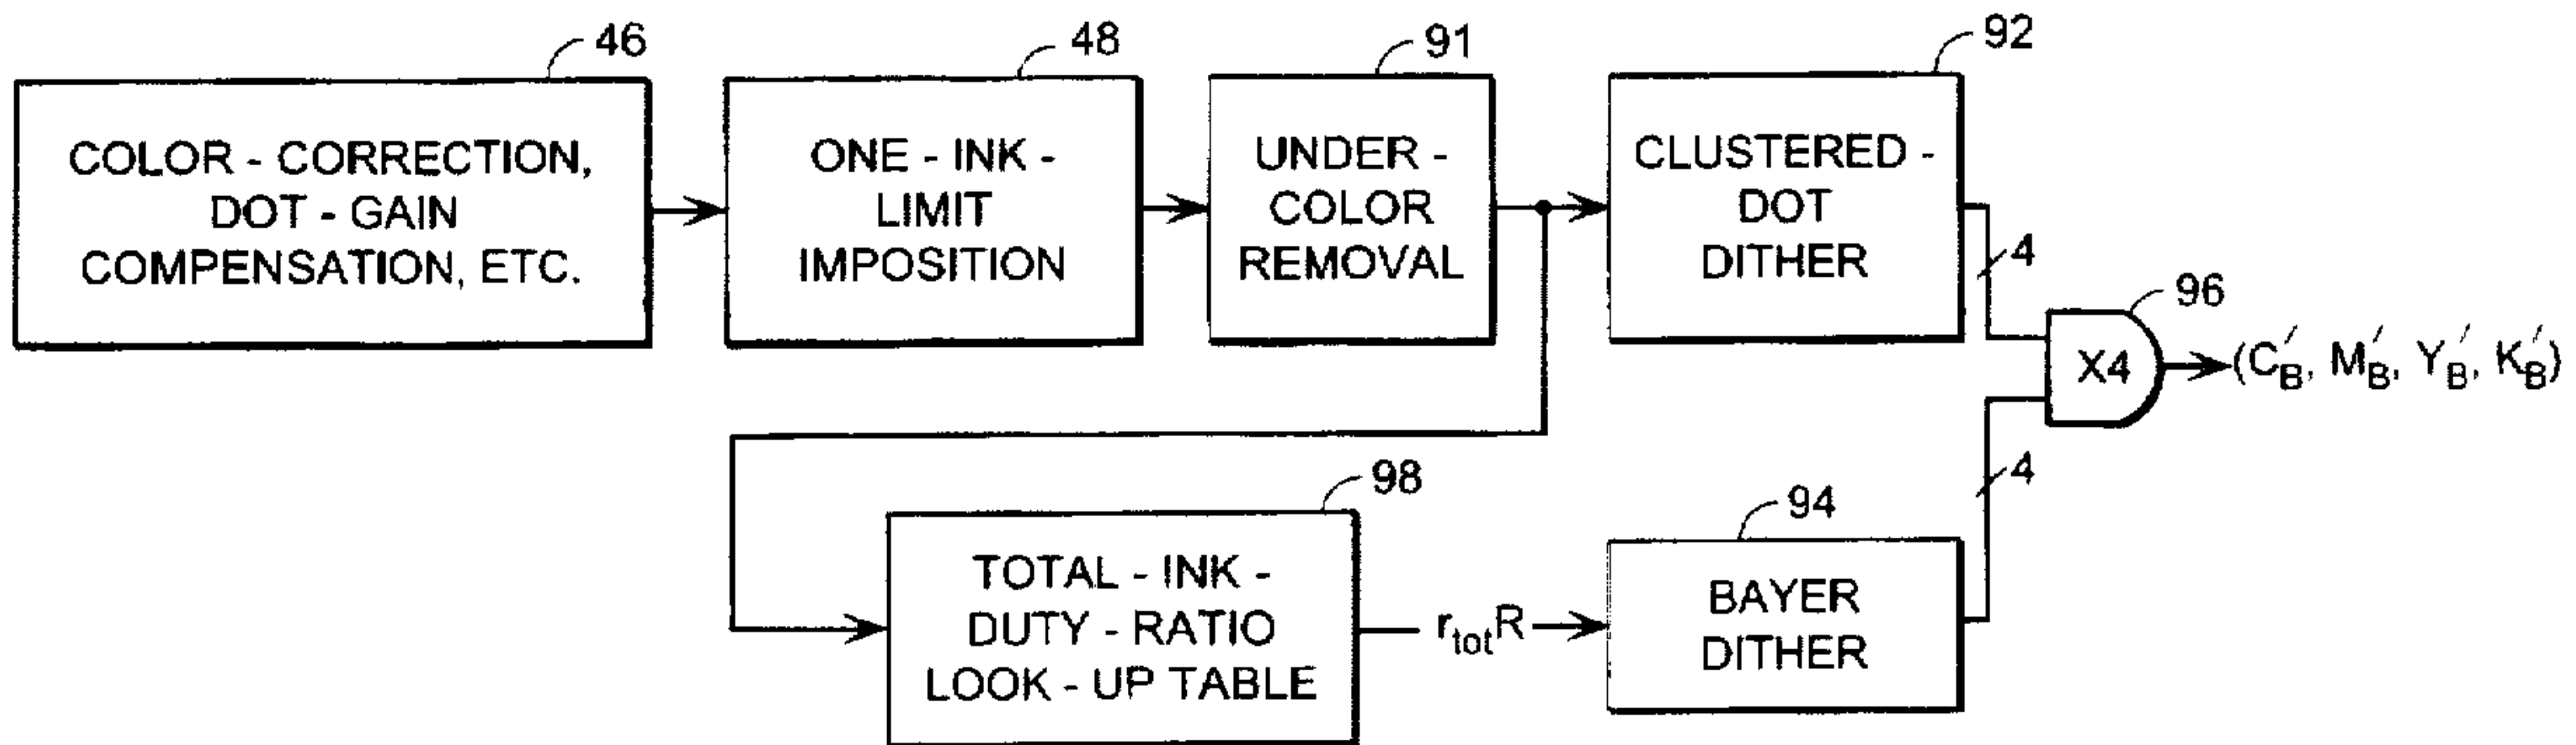 46
COLOR - CORRECTION,
DOT - GAIN
COMPENSATION, ETC.
48
ONE - INK -
LIMIT
IMPOSITION
91
UNDER -
COLOR
REMOVAL
92
CLUSTERED -
DOT
DITHER
4
96
X4
(C′B, M′B, Y′B, K′B)
98
TOTAL - INK -
DUTY - RATIO
LOOK - UP TABLE
rtotR
94
BAYER
DITHER
4